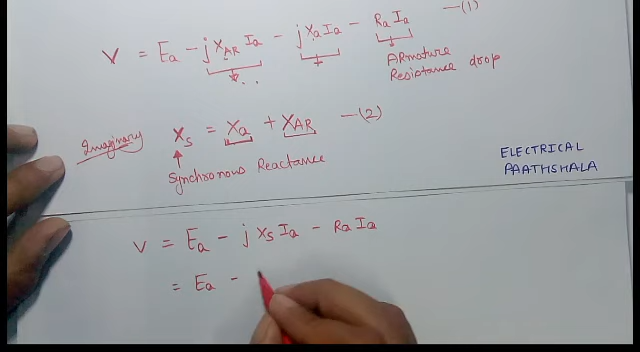 V = Ea - j XAR Ia - j Xa Ia - Ra Ia —(1)
ARmature
Resistance drop
Imaginary Xs = Xa + XAR —(2)
Synchronous Reactance
ELECTRICAL
PAATHSHALA
V = Ea - j Xs Ia - Ra Ia
= Ea -